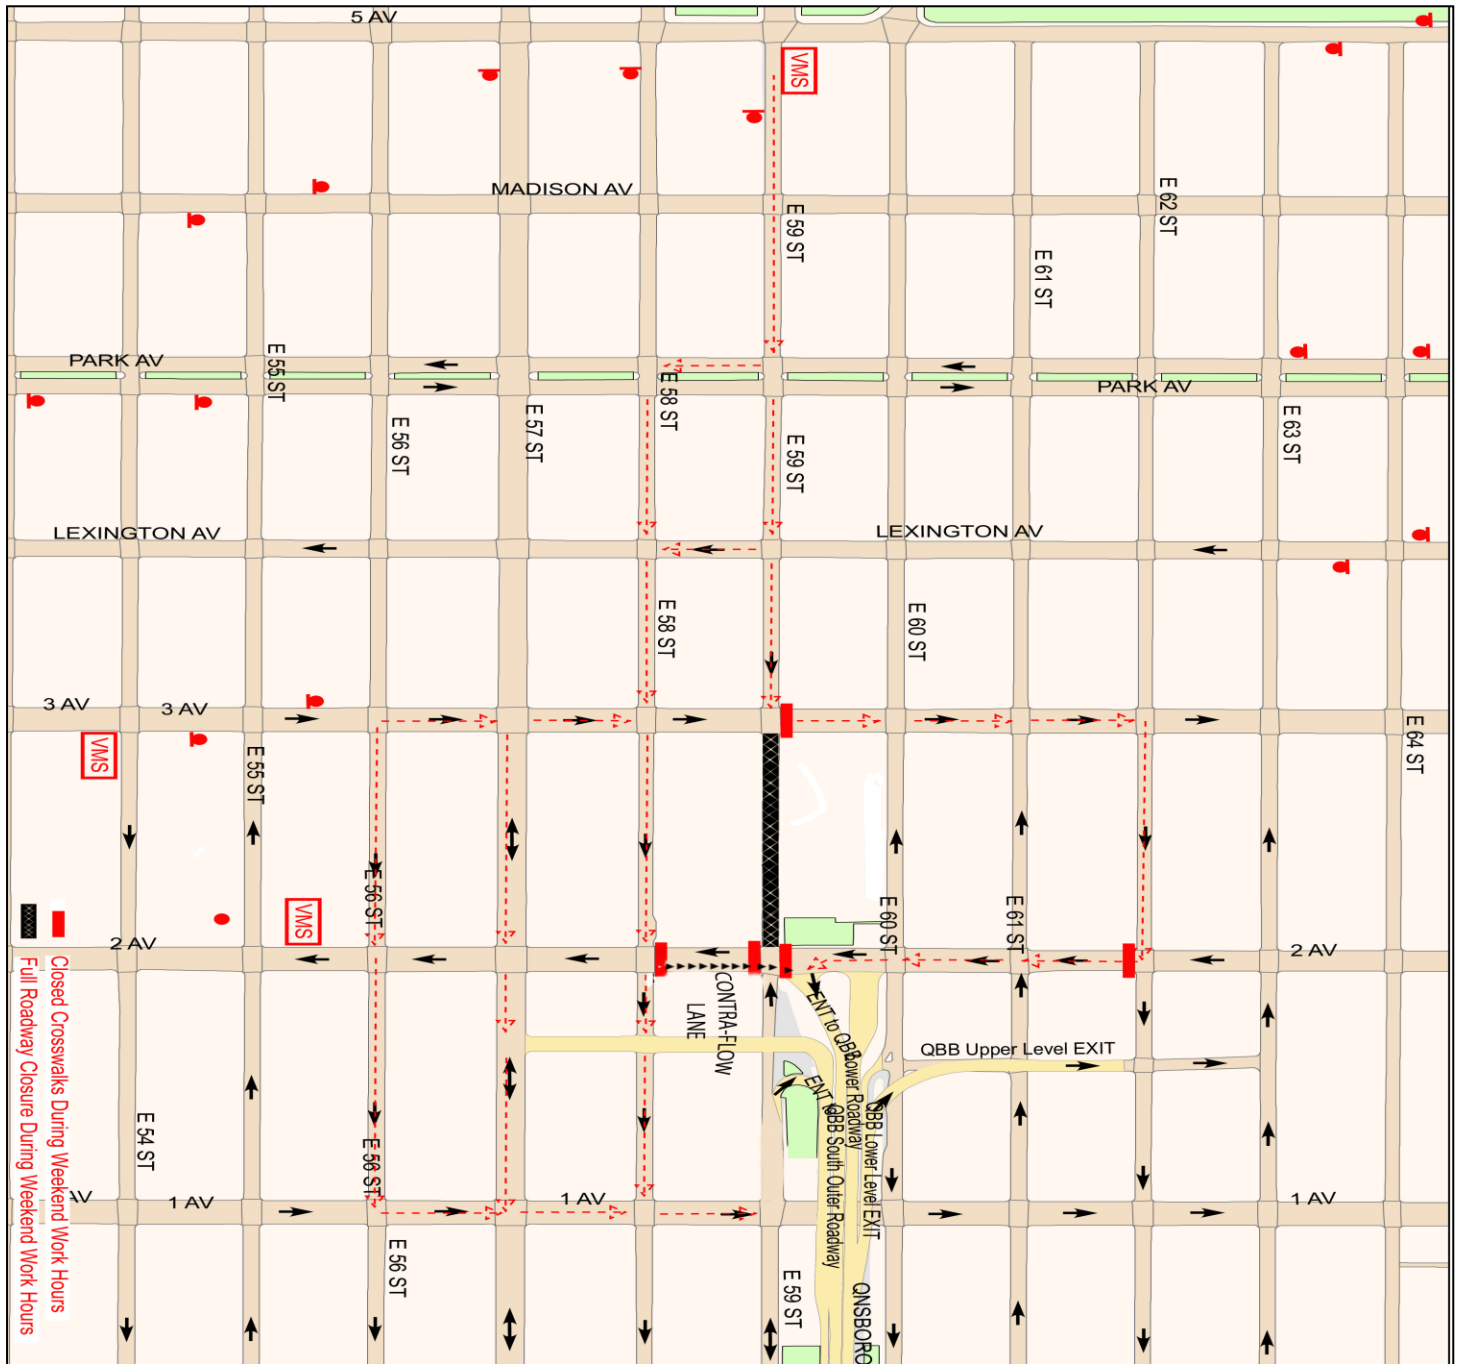 5 AV
VMS
MADISON AV
E 62 ST
E 59 ST
E 61 ST
PARK AV
E 55 ST
E 58 ST
PARK AV
E 56 ST
E 57 ST
E 59 ST
E 63 ST
LEXINGTON AV
LEXINGTON AV
E 58 ST
E 60 ST
3 AV
3 AV
E 64 ST
VMS
E 55 ST
E 56 ST
VMS
E 60 ST
E 61 ST
2 AV
2 AV
CONTRA-FLOW
LANE
ENT to QBB
Lower Roadway
QBB Upper Level EXIT
ENT to
QBB South Outer Roadway
QBB Lower Level EXIT
E 54 ST
E 56 ST
AV
1 AV
1 AV
1 AV
E 56 ST
E 59 ST
QNSBORO
Closed Crosswalks During Weekend Work Hours
Full Roadway Closure During Weekend Work Hours